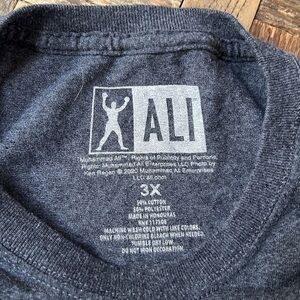 ALI
Muhammad Ali™; Rights of Publicity and Persona
Rights: Muhammad Ali Enterprises LLC Photo by
Ken Regan © 2020 Muhammad Ali Enterprises
LLC Ali.com
3X
50% COTTON
50% POLYESTER
MADE IN HONDURAS
MACHINE WASH COLD WITH LIKE COLORS.
ONLY NON-CHLORINE BLEACH WHEN NEEDED.
TUMBLE DRY LOW.
DO NOT IRON DECORATION.